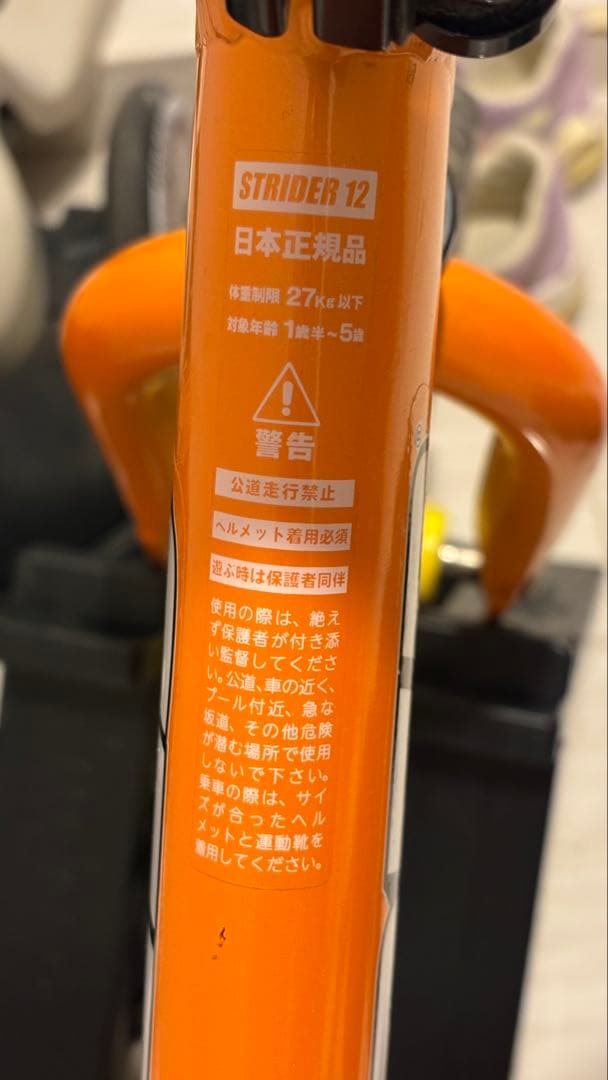 STRIDER 12
日本正規品
体重制限 27Kg以下
対象年齢 1歳半~5歳
警告
公道走行禁止
ヘルメット着用必須
遊ぶ時は保護者同伴
使用の際は、絶え
ず保護者が付き添
い監督してくださ
い。公道、車の近く、
プール付近、急な
坂道、その他危険
が潜む場所で使用
しないで下さい。
乗車の際は、サイ
ズが合ったヘル
メットと運動靴を
着用してください。